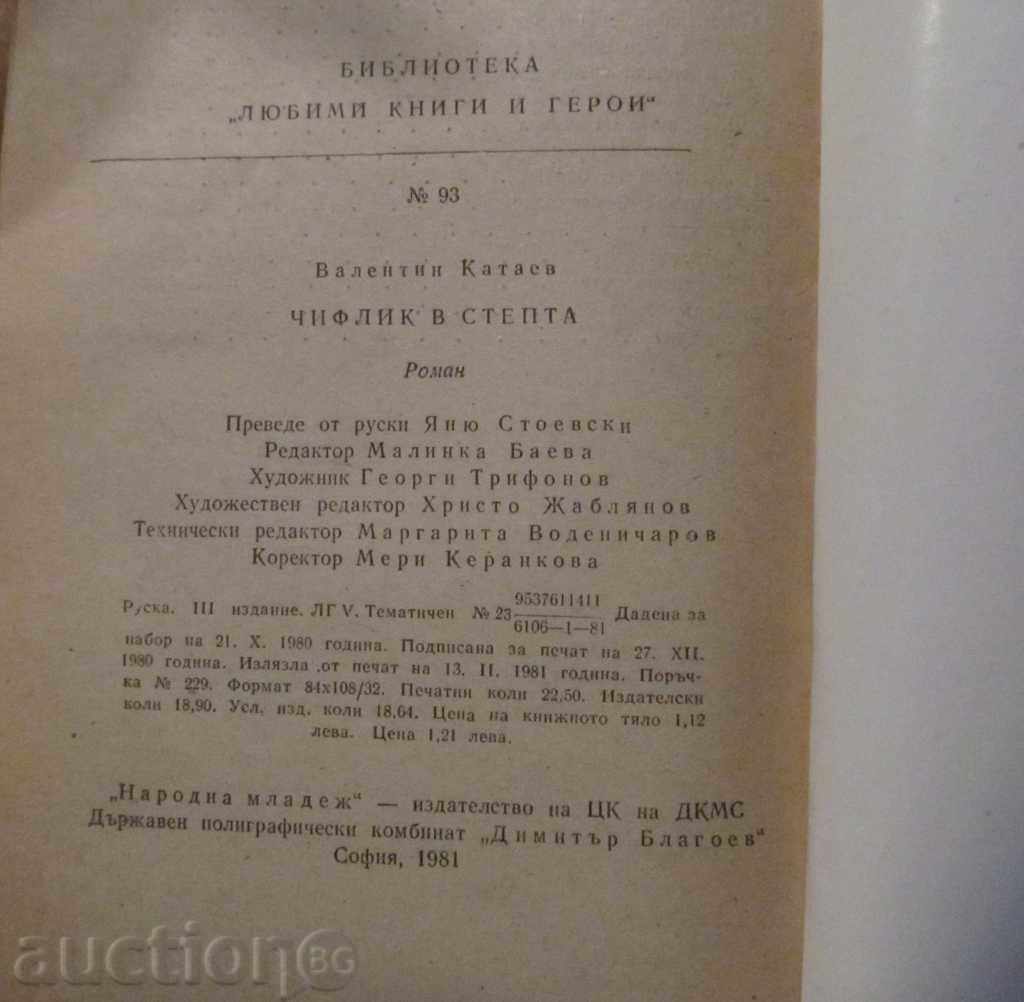 БИБЛИОТЕКА
„ЛЮБИМИ КНИГИ И ГЕРОИ“
№ 93
Валентин Катаев
ЧИФЛИК В СТЕПТА
Роман
Преведе от руски Яню Стоевски
Редактор Малинка Баева
Художник Георги Трифонов
Художествен редактор Христо Жаблянов
Технически редактор Маргарита Воденичаров
Коректор Мери Керанкова
Руска. III издание. ЛГ V. Тематичен № 23 9537611411 / 6106—1—81 Дадена за
набор на 21. X. 1980 година. Подписана за печат на 27. XII.
1980 година. Излязла от печат на 13. II. 1981 година. Поръч-
ка № 229. Формат 84х108/32. Печатни коли 22,50. Издателски
коли 18,90. Усл. изд. коли 18,64. Цена на книжното тяло 1,12
лева. Цена 1,21 лева.
„Народна младеж“ — издателство на ЦК на ДКМС
Държавен полиграфически комбинат „Димитър Благоев“
София, 1981
auction BG